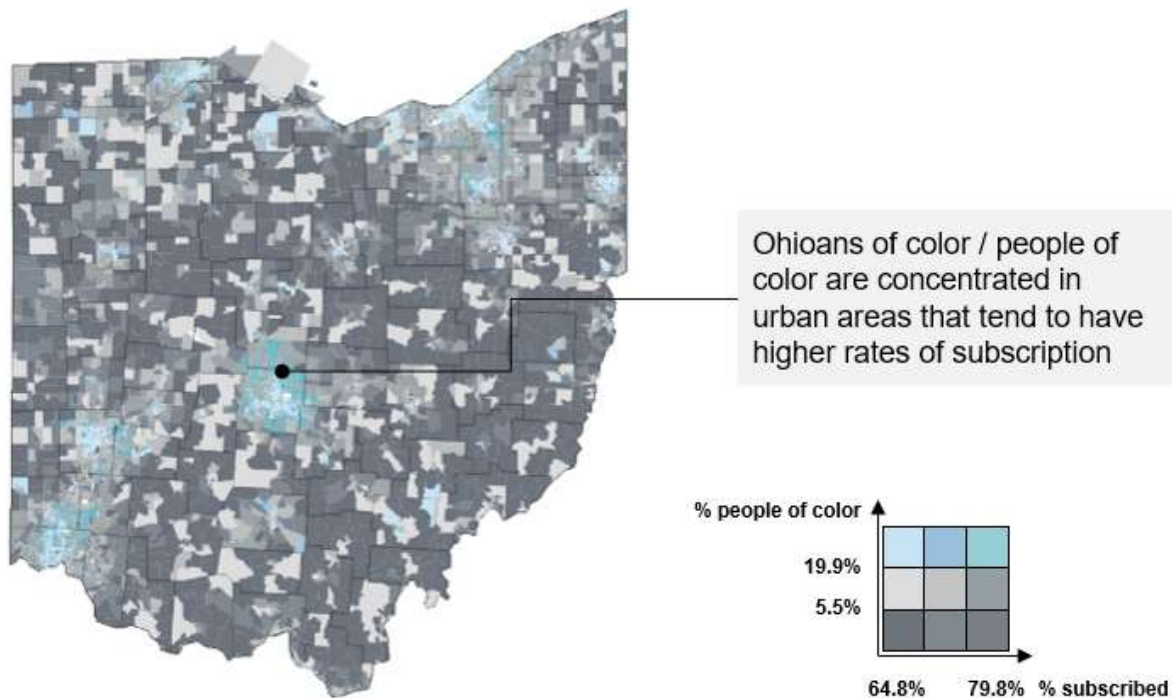 Ohioans of color / people of
color are concentrated in
urban areas that tend to have
higher rates of subscription
% people of color
19.9%
5.5%
64.8% 79.8% % subscribed